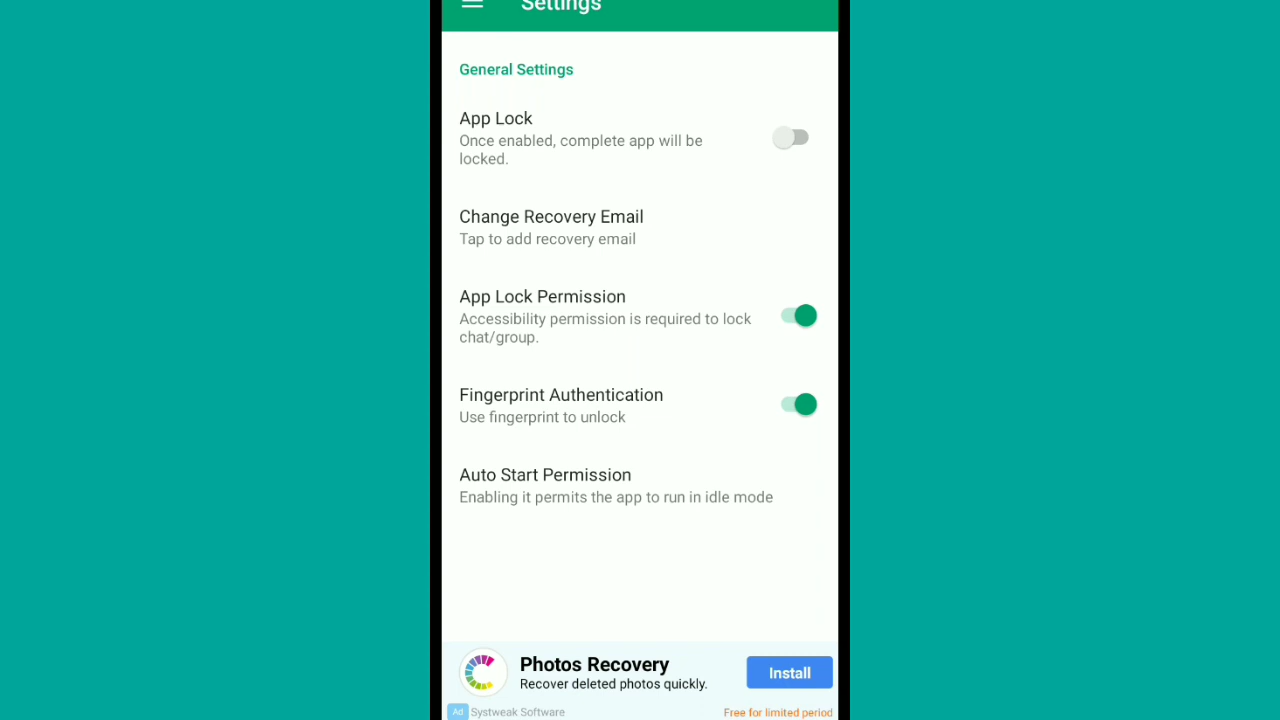 Settings
General Settings
App Lock
Once enabled, complete app will be
locked.
Change Recovery Email
Tap to add recovery email
App Lock Permission
Accessibility permission is required to lock
chat/group.
Fingerprint Authentication
Use fingerprint to unlock
Auto Start Permission
Enabling it permits the app to run in idle mode
Photos Recovery
Recover deleted photos quickly.
Install
Ad Systweak Software
Free for limited period